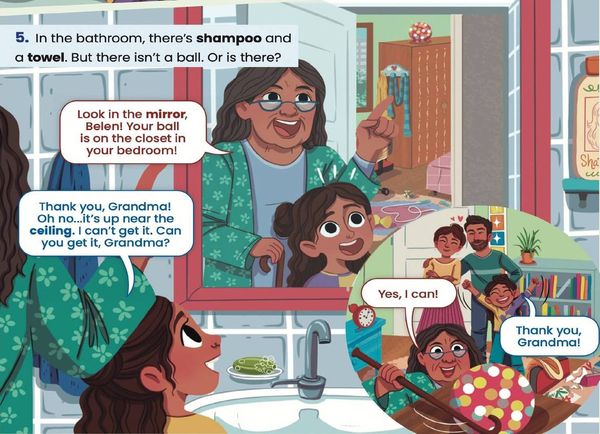 5. In the bathroom, there's shampoo and
a towel. But there isn't a ball. Or is there?
Look in the mirror,
Belen! Your ball
is on the closet in
your bedroom!
Thank you, Grandma!
Oh no...it's up near the
ceiling. I can't get it. Can
you get it, Grandma?
Yes, I can!
Thank you,
Grandma!